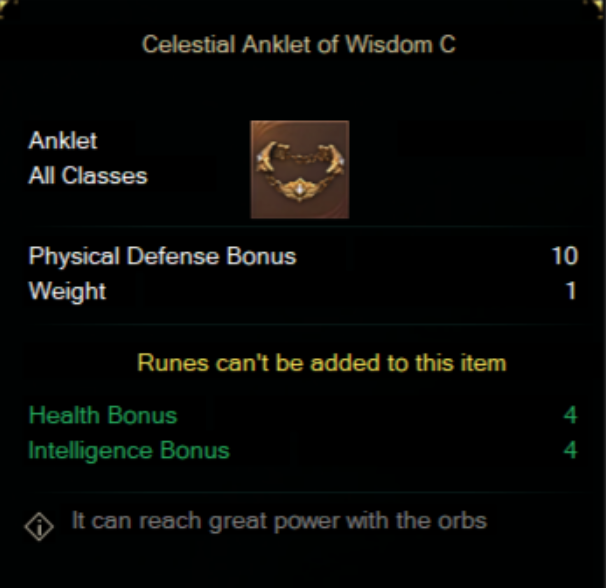 Celestial Anklet of Wisdom C
Anklet
All Classes
Physical Defense Bonus 10
Weight 1
Runes can't be added to this item
Health Bonus 4
Intelligence Bonus 4
It can reach great power with the orbs